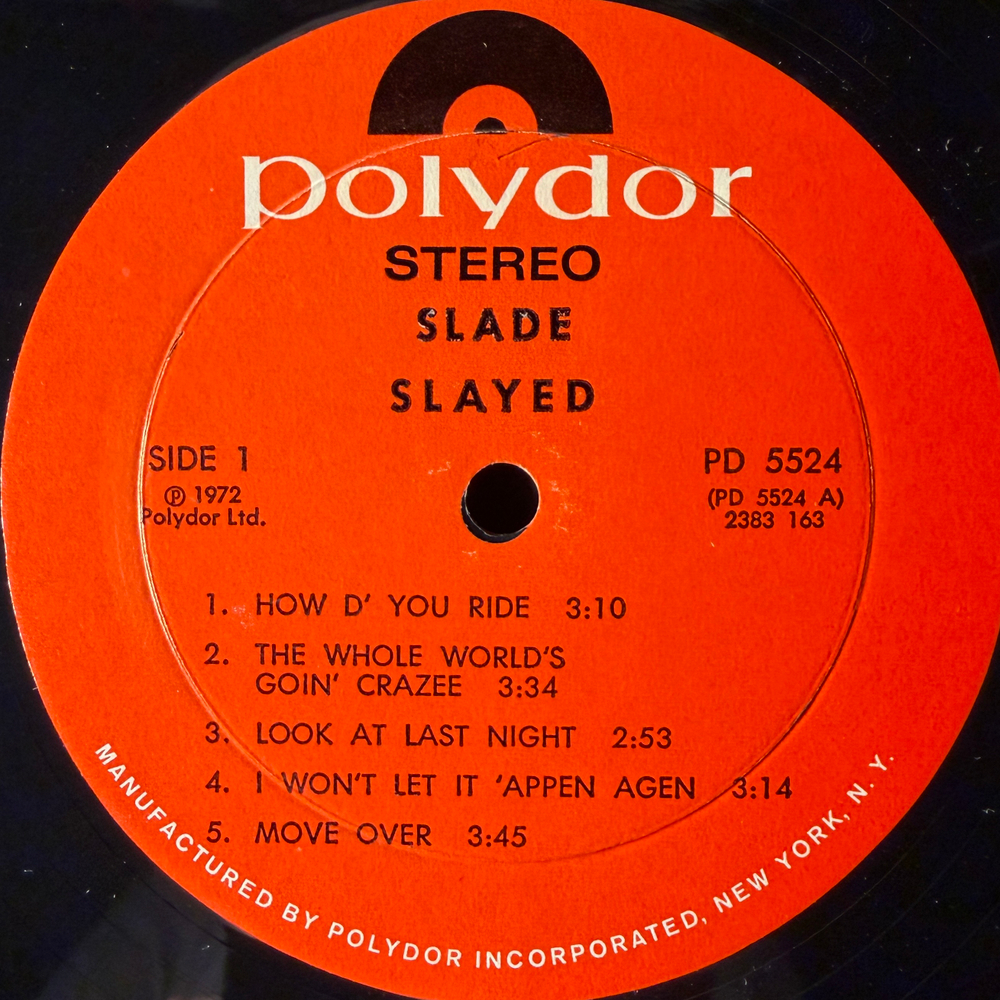 polydor
STEREO
SLADE
SLAYED
SIDE 1
℗ 1972
Polydor Ltd.
PD 5524
(PD 5524 A)
2383 163
1. HOW D' YOU RIDE 3:10
2. THE WHOLE WORLD'S
GOIN' CRAZEE 3:34
3. LOOK AT LAST NIGHT 2:53
4. I WON'T LET IT 'APPEN AGEN 3:14
5. MOVE OVER 3:45
MANUFACTURED BY POLYDOR INCORPORATED, NEW YORK, N. Y.